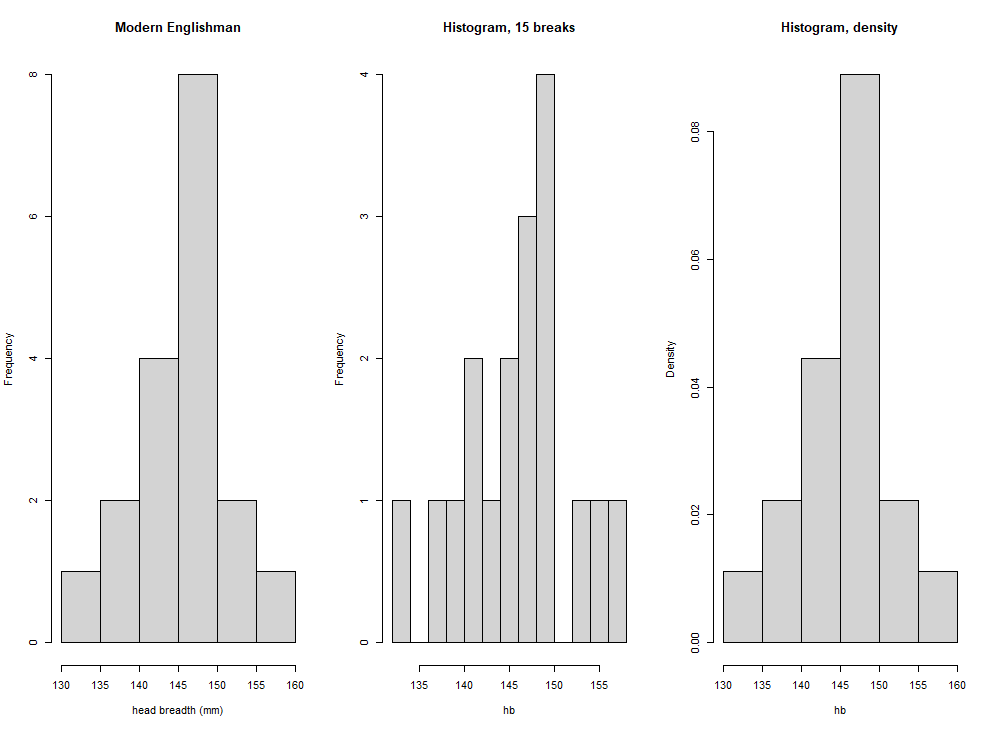 Modern Englishman
Frequency
0
2
4
6
8
130 135 140 145 150 155 160
head breadth (mm)
Histogram, 15 breaks
Frequency
0
1
2
3
4
135 140 145 150 155
hb
Histogram, density
Density
0.00
0.02
0.04
0.06
0.08
130 135 140 145 150 155 160
hb